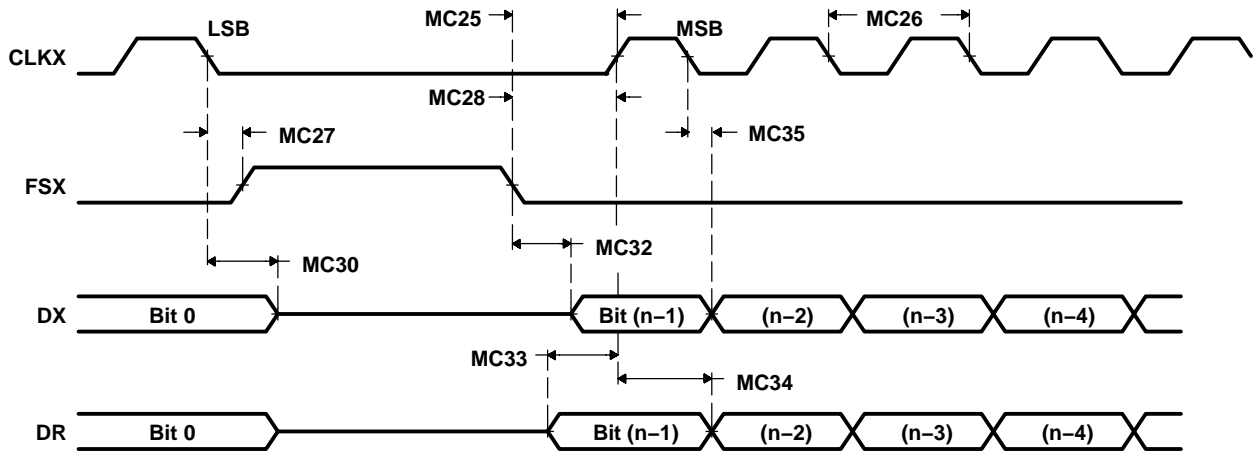 MC25
LSB
MSB
MC26
CLKX
MC28
MC27
MC35
FSX
MC32
MC30
DX
Bit 0
Bit (n−1)
(n−2)
(n−3)
(n−4)
MC33
MC34
DR
Bit 0
Bit (n−1)
(n−2)
(n−3)
(n−4)